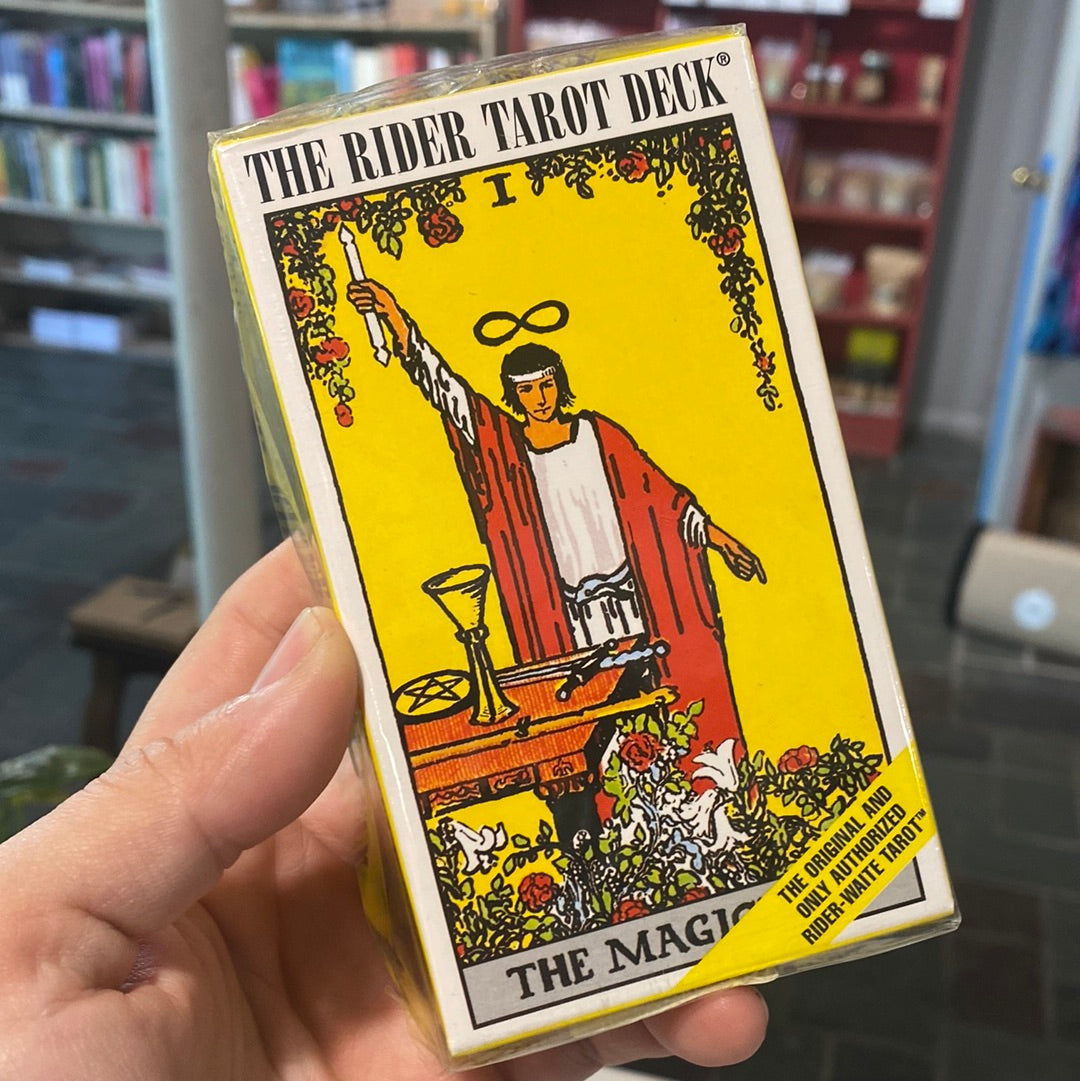 THE RIDER TAROT DECK®
I
THE MAGIC
THE ORIGINAL AND
ONLY AUTHORIZED
RIDER-WAITE TAROT™